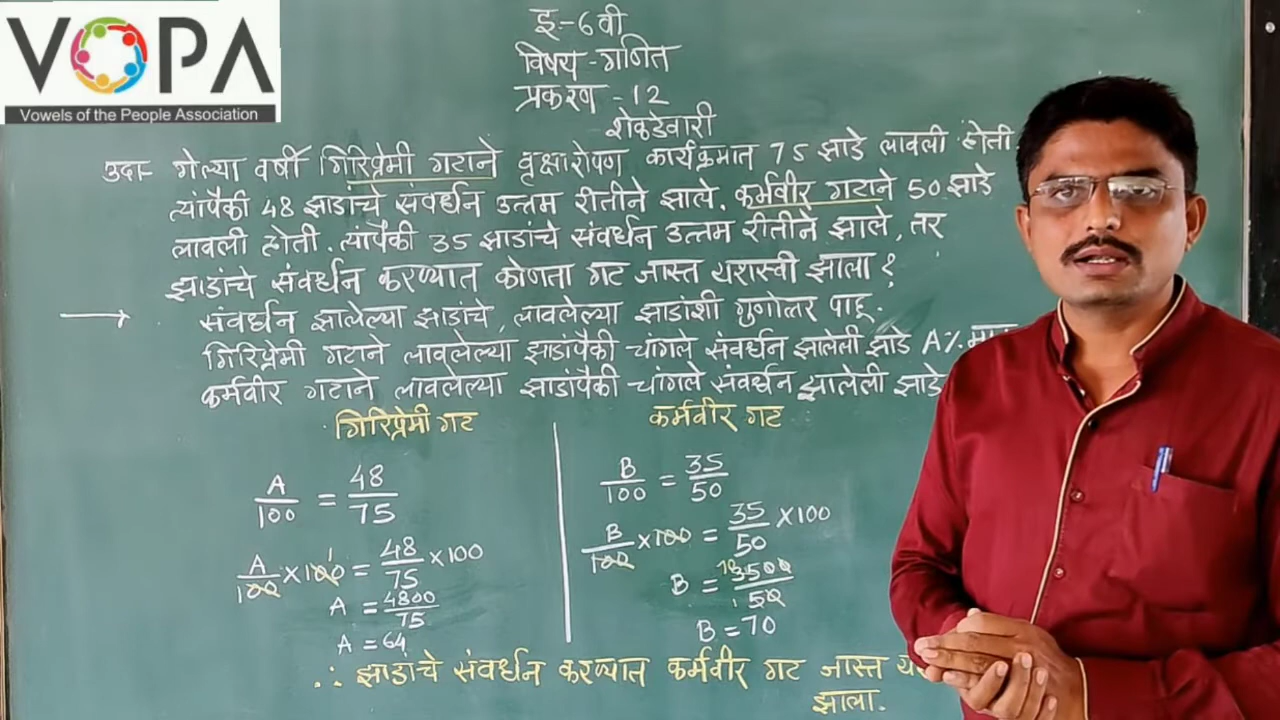 VOPA
Vowels of the People Association
इ:- 6 वी
विषय - गणित
प्रकरण - 12
शेकडेवारी
उदा- गेल्या वर्षी गिरिप्रेमी गटाने वृक्षारोपण कार्यक्रमात 75 झाडे लावली होती.
त्यांपैकी 48 झाडांचे संवर्धन उत्तम रीतीने झाले. कर्मवीर गटाने 50 झाडे
लावली होती. त्यांपैकी 35 झाडांचे संवर्धन उत्तम रीतीने झाले, तर
झाडांचे संवर्धन करण्यात कोणता गट जास्त यशस्वी झाला?
→ संवर्धन झालेल्या झाडांचे, लावलेल्या झाडांशी गुणोत्तर पाहू.
गिरिप्रेमी गटाने लावलेल्या झाडांपैकी चांगले संवर्धन झालेली झाडे A%
कर्मवीर गटाने लावलेल्या झाडांपैकी चांगले संवर्धन झालेली झाडे
गिरिप्रेमी गट
A/100 = 48/75
A/100 × 100 1 = 48/75 × 100
A = 4800/75
A = 64
कर्मवीर गट
B/100 = 35/50
B/100 × 100 = 35/50 × 100
B = 3500/50
B = 70
∴ झाडांचे संवर्धन करण्यात कर्मवीर गट जास्त
झाला.